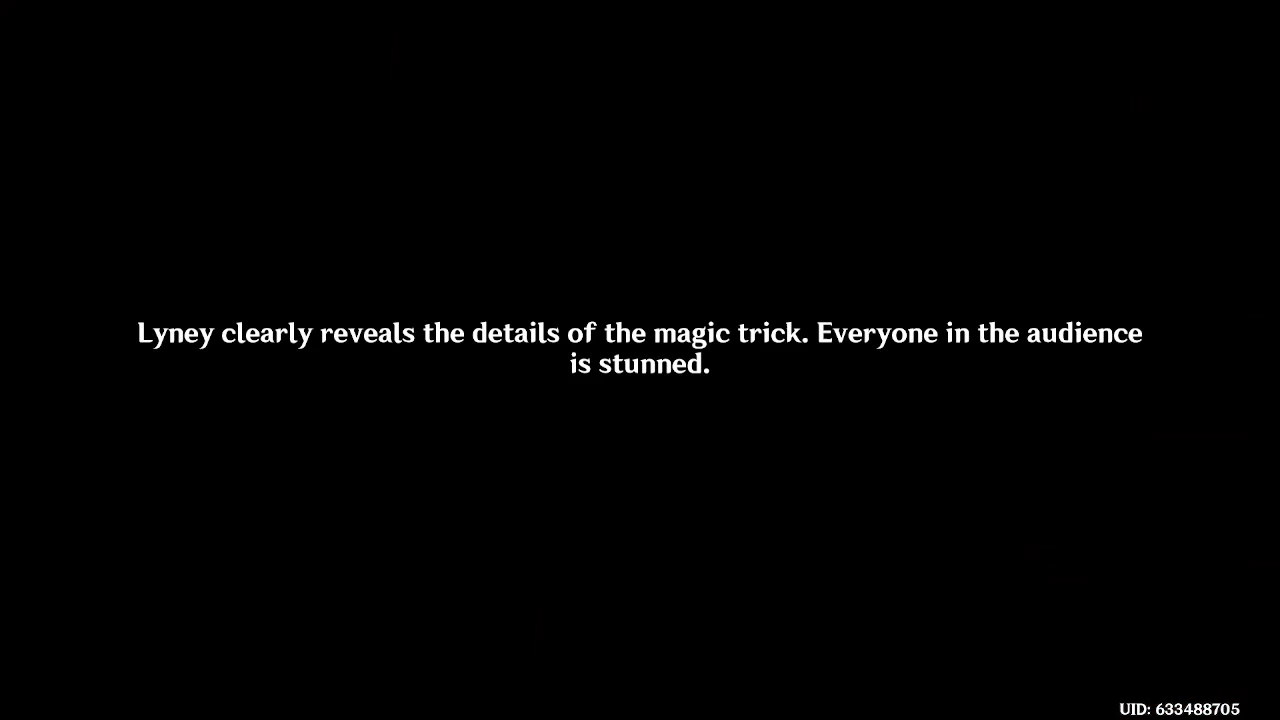 Lyney clearly reveals the details of the magic trick. Everyone in the audience
is stunned.
UID: 633488705